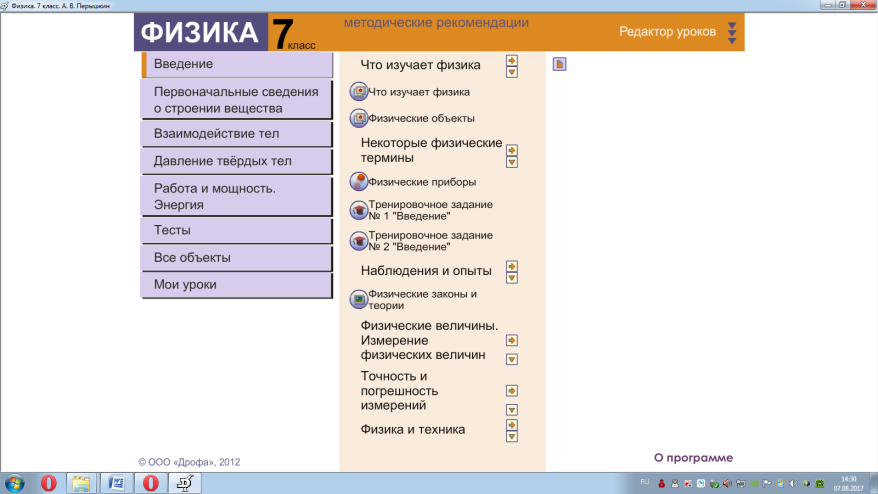 Физика. 7 класс. А. В. Перышкин
ФИЗИКА 7 класс
методические рекомендации
Редактор уроков
Введение
Первоначальные сведения
о строении вещества
Взаимодействие тел
Давление твёрдых тел
Работа и мощность.
Энергия
Тесты
Все объекты
Мои уроки
Что изучает физика
Что изучает физика
Физические объекты
Некоторые физические
термины
Физические приборы
Тренировочное задание
№ 1 "Введение"
Тренировочное задание
№ 2 "Введение"
Наблюдения и опыты
Физические законы и
теории
Физические величины.
Измерение
физических величин
Точность и
погрешность
измерений
Физика и техника
© ООО «Дрофа», 2012
О программе
RU
14:30
07.08.2017